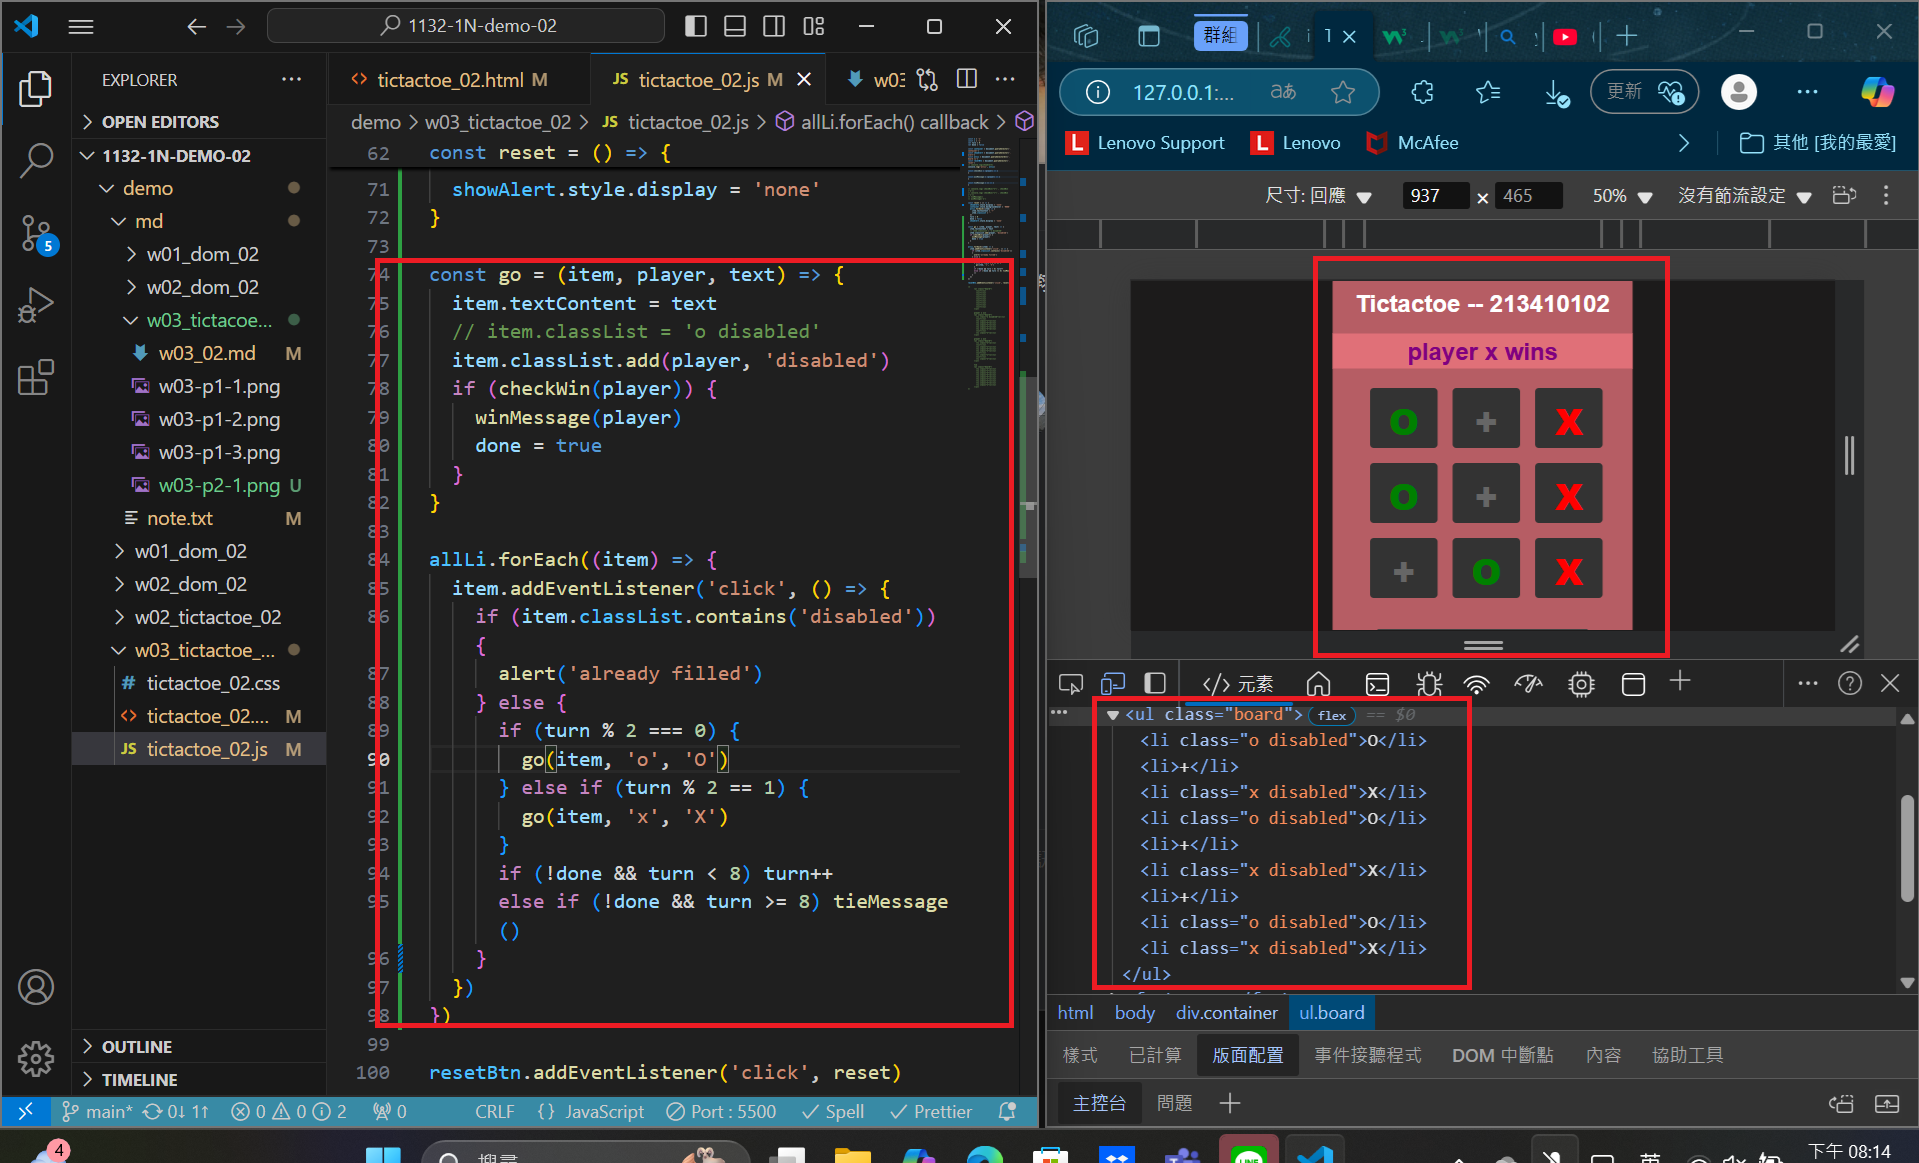 1132-1N-demo-02
EXPLORER
OPEN EDITORS
1132-1N-DEMO-02
demo
md
w01_dom_02
w02_dom_02
w03_tictacoe...
w03_02.md M
w03-p1-1.png
w03-p1-2.png
w03-p1-3.png
w03-p2-1.png U
note.txt M
w01_dom_02
w02_dom_02
w02_tictactoe_02
w03_tictactoe_...
# tictactoe_02.css
<> tictactoe_02.... M
JS tictactoe_02.js M
OUTLINE
TIMELINE
5
<> tictactoe_02.html M
JS tictactoe_02.js M
w03
demo > w03_tictactoe_02 > JS tictactoe_02.js > allLi.forEach() callback >
62 const reset = () => {
71 showAlert.style.display = 'none'
72 }
73
74 const go = (item, player, text) => {
75 item.textContent = text
76 // item.classList = 'o disabled'
77 item.classList.add(player, 'disabled')
78 if (checkWin(player)) {
79 winMessage(player)
80 done = true
81 }
82 }
83
84 allLi.forEach((item) => {
85 item.addEventListener('click', () => {
86 if (item.classList.contains('disabled'))
{
87 alert('already filled')
88 } else {
89 if (turn % 2 === 0) {
90 go(item, 'o', 'O')
91 } else if (turn % 2 == 1) {
92 go(item, 'x', 'X')
93 }
94 if (!done && turn < 8) turn++
95 else if (!done && turn >= 8) tieMessage
()
96 }
97 })
98 })
99
100 resetBtn.addEventListener('click', reset)
main* 0↓ 1↑ 0 0 2 0 CRLF {} JavaScript Port : 5500 Spell Prettier
群組
1
127.0.0.1:...
aあ
更新
L Lenovo Support
L Lenovo
McAfee
其他 [我的最愛]
尺寸: 回應 937 × 465 50% 沒有節流設定
Tictactoe -- 213410102
player x wins
O + X
O + X
+ O X
</> 元素
<ul class="board"> flex == $0
<li class="o disabled">O</li>
<li>+</li>
<li class="x disabled">X</li>
<li class="o disabled">O</li>
<li>+</li>
<li class="x disabled">X</li>
<li>+</li>
<li class="o disabled">O</li>
<li class="x disabled">X</li>
</ul>
html body div.container ul.board
樣式 已計算 版面配置 事件接聽程式 DOM 中斷點 內容 協助工具
主控台 問題
4
搜尋
LINE
英
下午 08:14